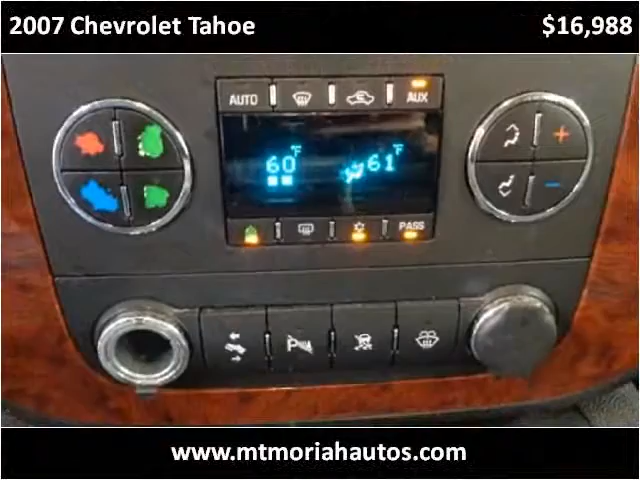 2007 Chevrolet Tahoe $16,988
AUTO AUX
60°F 61°F
PASS
www.mtmoriahautos.com